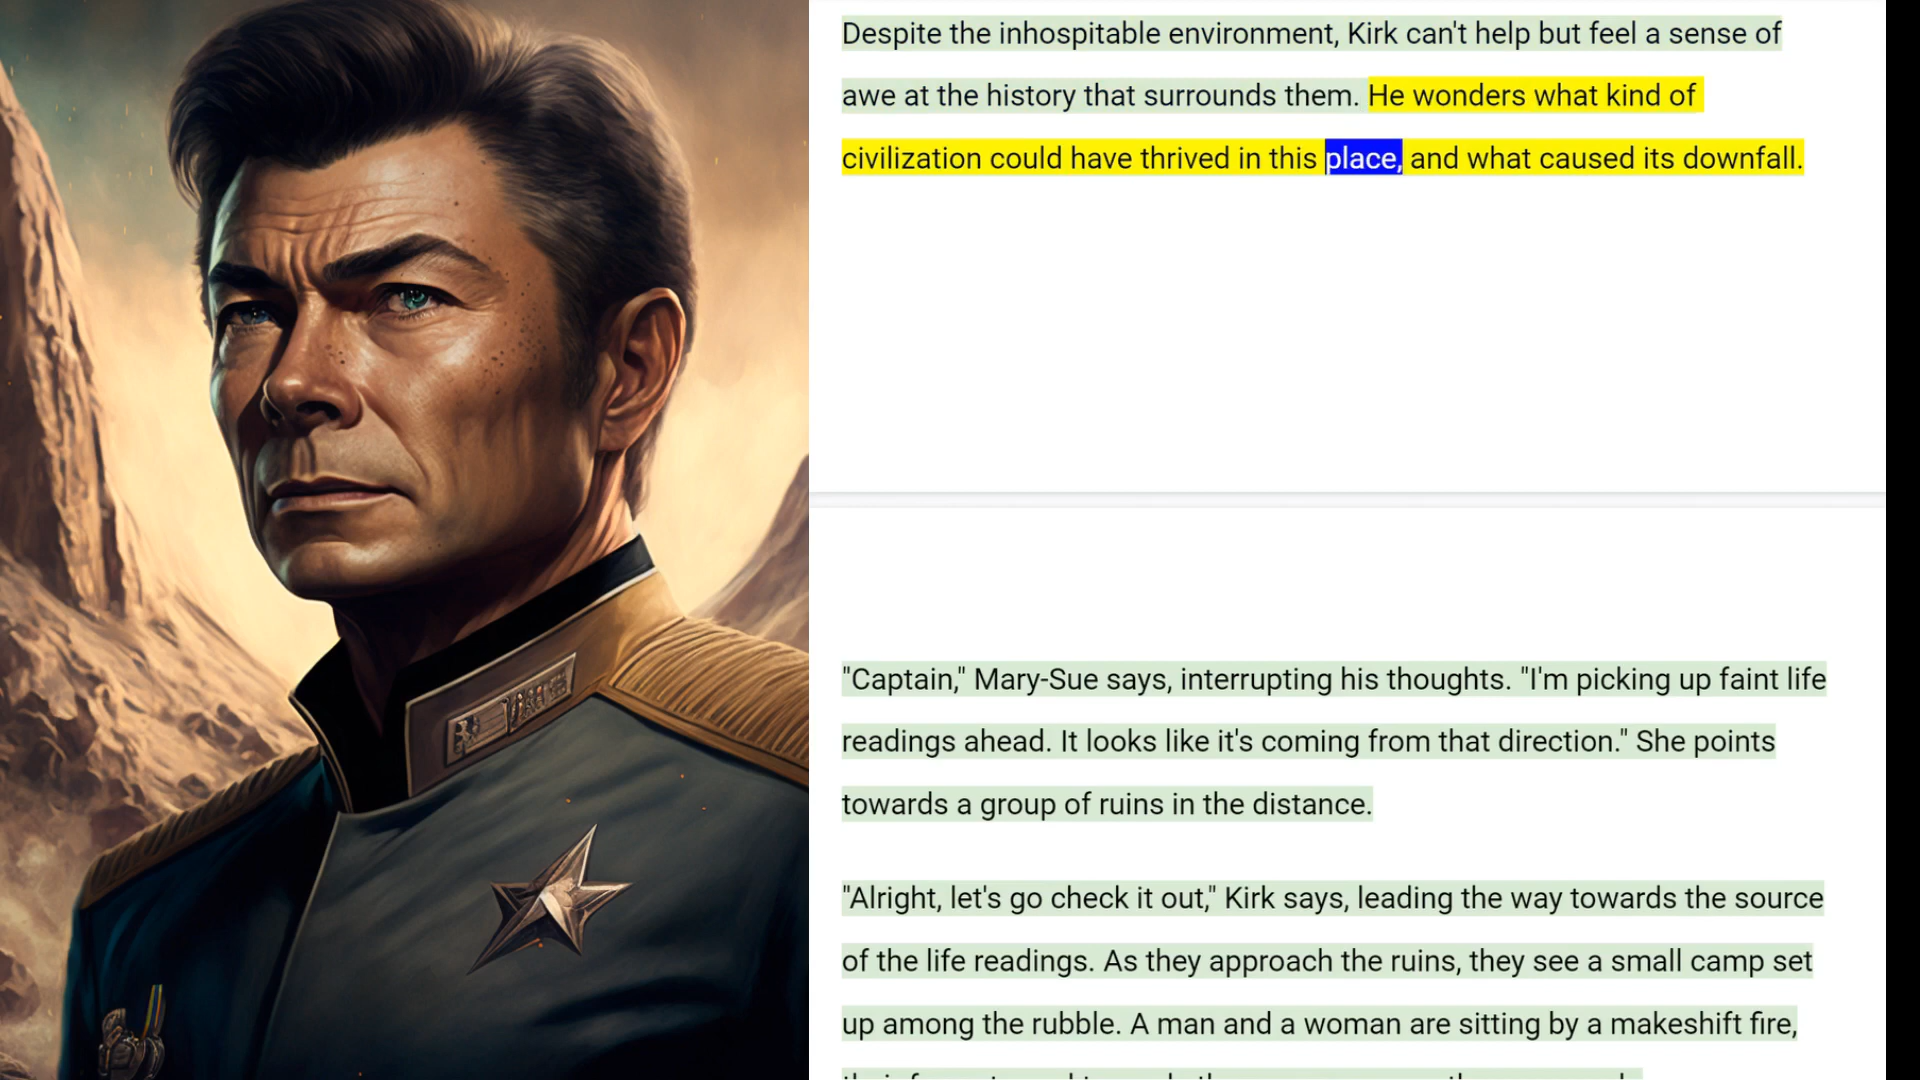 Despite the inhospitable environment, Kirk can't help but feel a sense of
awe at the history that surrounds them. He wonders what kind of
civilization could have thrived in this place, and what caused its downfall.
"Captain," Mary-Sue says, interrupting his thoughts. "I'm picking up faint life
readings ahead. It looks like it's coming from that direction." She points
towards a group of ruins in the distance.
"Alright, let's go check it out," Kirk says, leading the way towards the source
of the life readings. As they approach the ruins, they see a small camp set
up among the rubble. A man and a woman are sitting by a makeshift fire,